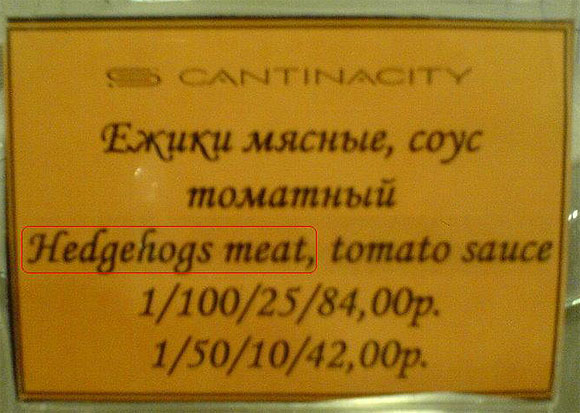 CANTINACITY
Ежики мясные, соус
томатный
Hedgehogs meat, tomato sauce
1/100/25/84,00р.
1/50/10/42,00р.